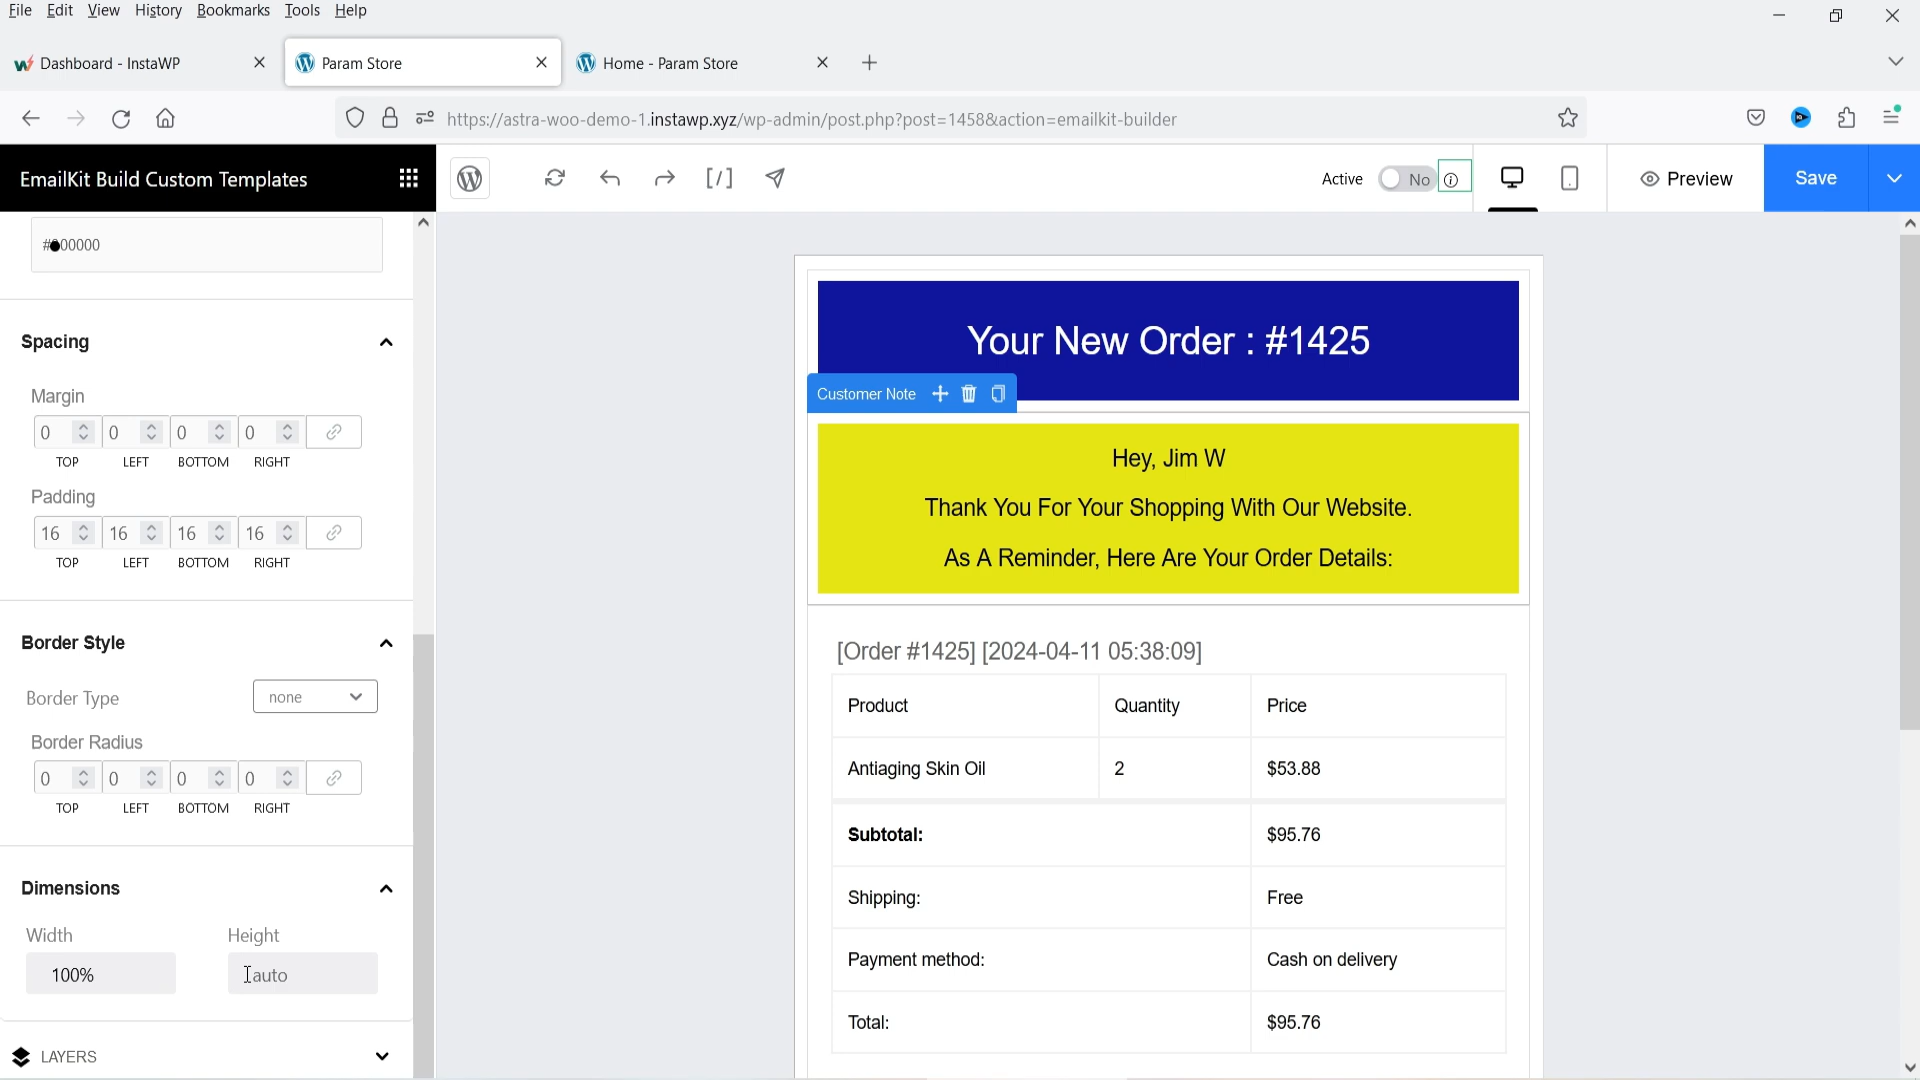 File Edit View History Bookmarks Tools Help
Dashboard - InstaWP Param Store Home - Param Store
https://astra-woo-demo-1.instawp.xyz/wp-admin/post.php?post=1458&action=emailkit-builder
EmailKit Build Custom Templates [/] Active No Preview Save
Your New Order : #1425
Customer Note
Hey, Jim W
Thank You For Your Shopping With Our Website.
As A Reminder, Here Are Your Order Details:
[Order #1425] [2024-04-11 05:38:09]
Product Quantity Price
Antiaging Skin Oil 2 $53.88
Subtotal: $95.76
Shipping: Free
Payment method: Cash on delivery
Total: $95.76
Spacing
Margin
0 0 0 0
TOP LEFT BOTTOM RIGHT
Padding
16 16 16 16
TOP LEFT BOTTOM RIGHT
Border Style
Border Type none
Border Radius
0 0 0 0
TOP LEFT BOTTOM RIGHT
Dimensions
Width Height
100% auto
LAYERS